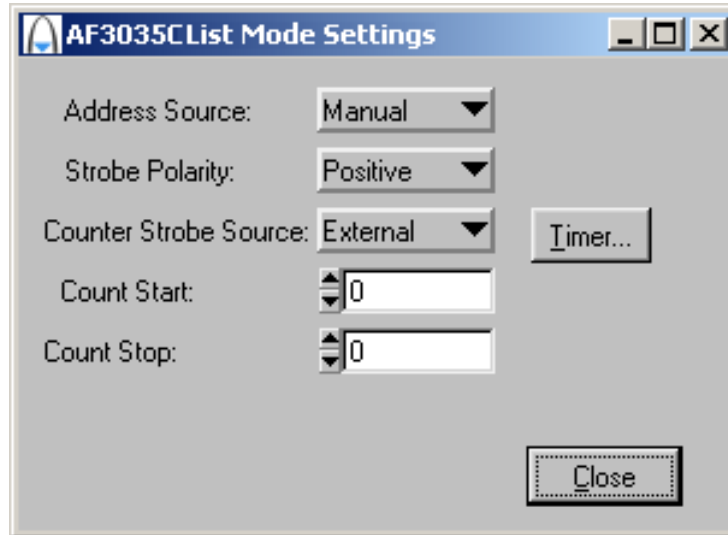 AF3035CList Mode Settings
Address Source: Manual
Strobe Polarity: Positive
Counter Strobe Source: External Timer...
Count Start: 0
Count Stop: 0
Close